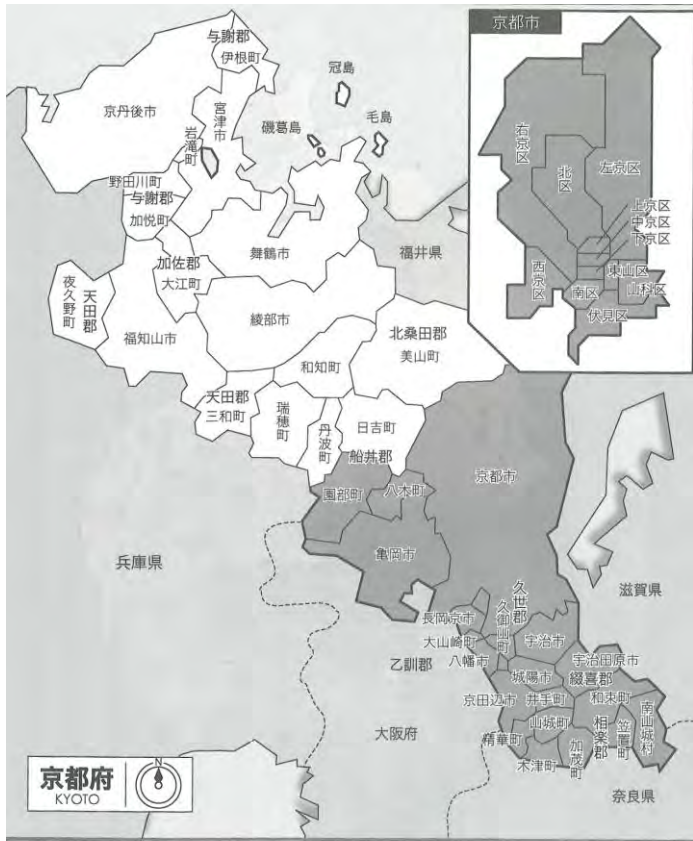 京都市
与謝郡
伊根町
冠島
京丹後市
宮津市
磯葛島
毛島
岩滝町
野田川町
与謝郡
加悦町
舞鶴市
福井県
加佐郡
大江町
夜久野町
天田郡
福知山市
綾部市
北桑田郡
美山町
和知町
天田郡
三和町
瑞穂町
丹波町
日吉町
船井郡
園部町
八木町
京都市
亀岡市
兵庫県
滋賀県
久世郡
久御山町
長岡京市
大山崎町
宇治市
八幡市
乙訓郡
宇治田原市
綴喜郡
城陽市
京田辺市
井手町
和束町
南山城村
山城町
相楽郡
笠置町
精華町
加茂町
木津町
大阪府
奈良県
右京区
北区
左京区
上京区
中京区
下京区
西京区
東山区
山科区
南区
伏見区
京都府
KYOTO
N